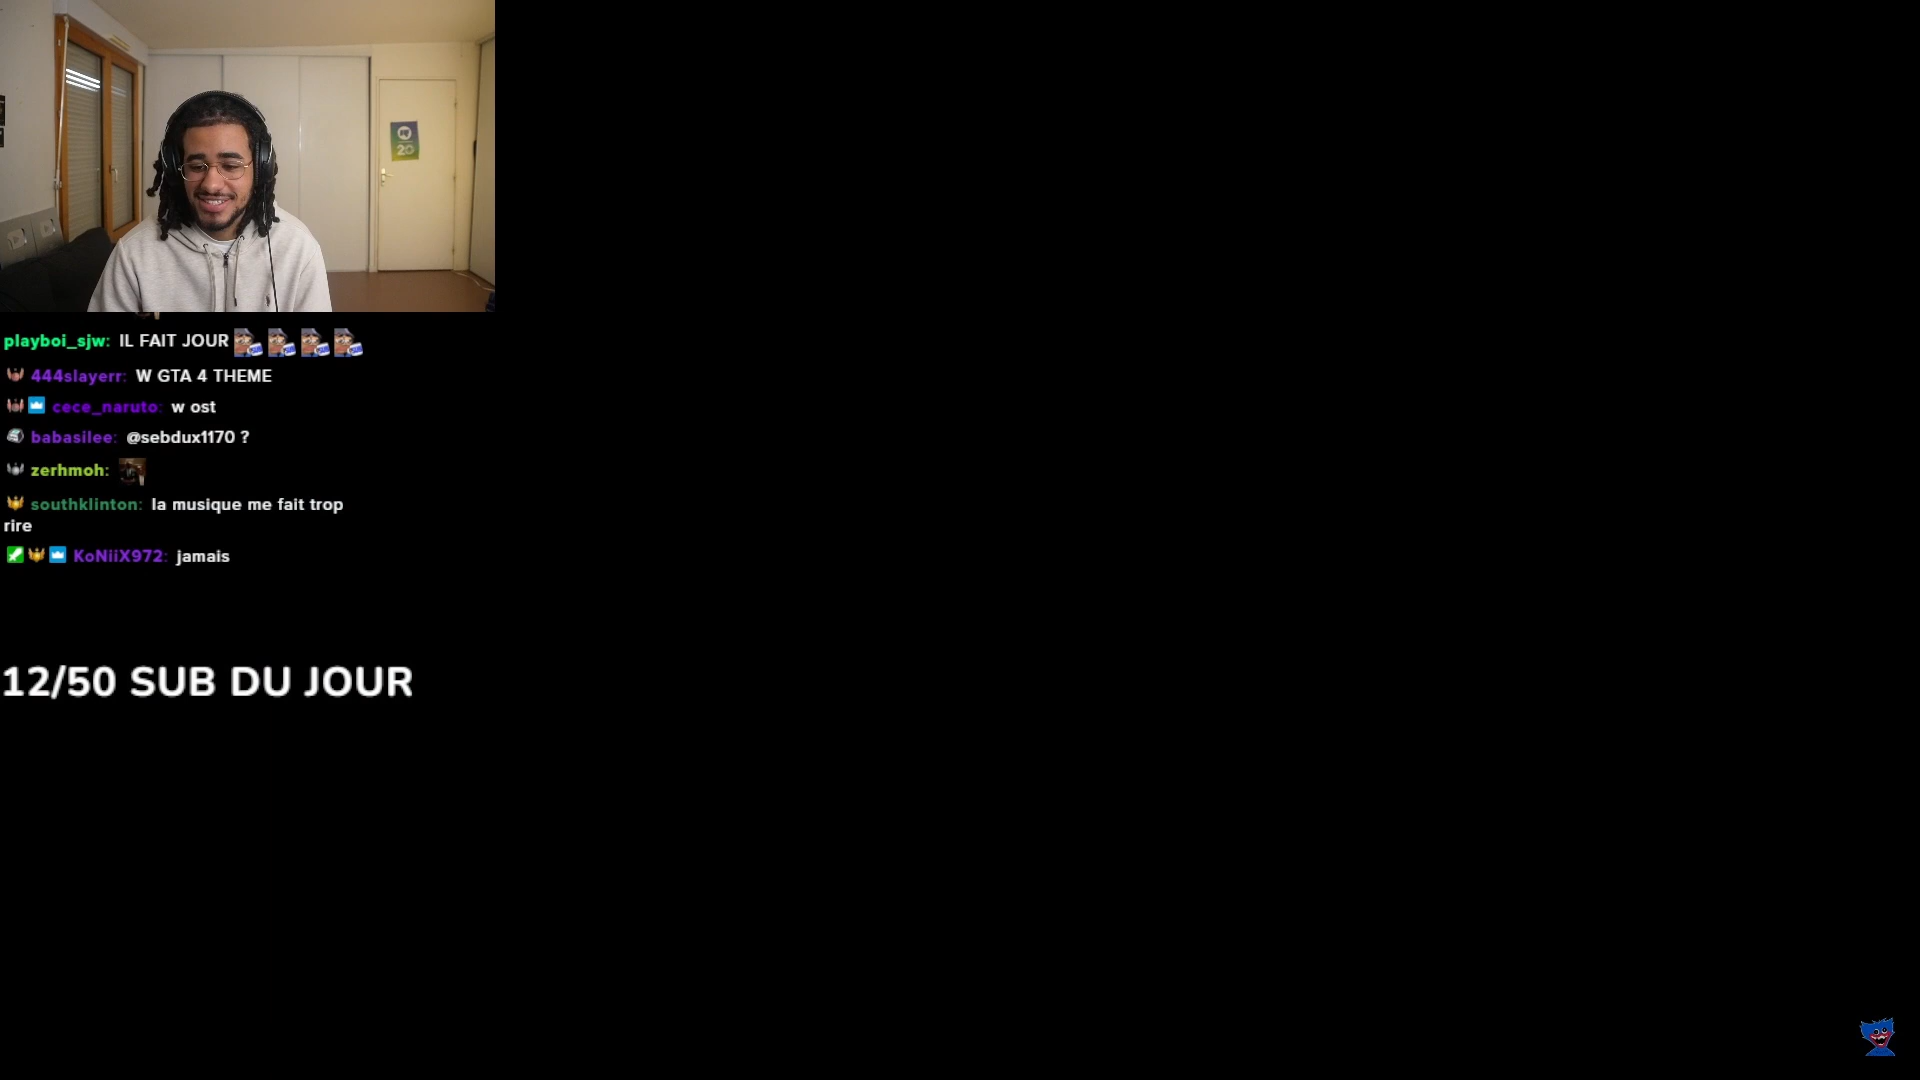 20
playboi_sjw: IL FAIT JOUR
444slayerr: W GTA 4 THEME
cece_naruto: w ost
babasilee: @sebdux1170 ?
zerhmoh:
southklinton: la musique me fait trop
rire
KoNiiX972: jamais
12/50 SUB DU JOUR